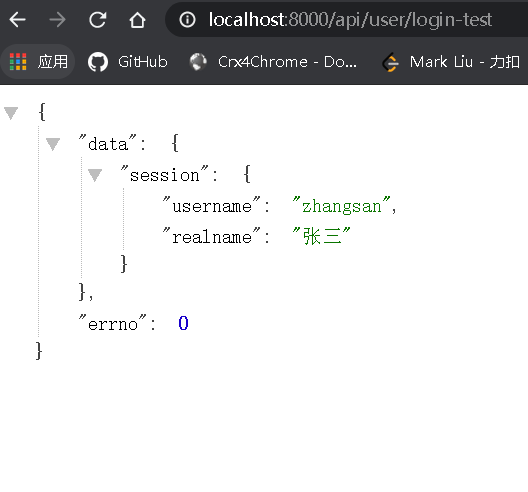 localhost:8000/api/user/login-test
应用 GitHub Crx4Chrome - Do... Mark Liu - 力扣
{
"data": {
"session": {
"username": "zhangsan",
"realname": "张三"
}
},
"errno": 0
}